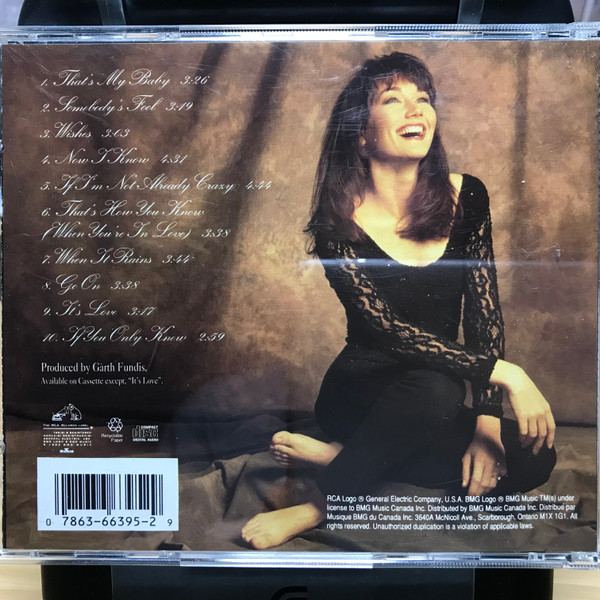 1. That's My Baby 3:26
2. Somebody's Fool 3:19
3. Wishes 3:03
4. Now I Know 4:31
5. If I'm Not Already Crazy 4:44
6. That's How You Know
(When You're In Love) 3:38
7. When It Rains 3:44
8. Go On 3:38
9. It's Love 3:17
10. If You Only Knew 2:59
Produced by Garth Fundis.
Available on Cassette except, "It's Love".
THE RCA RECORDS LABEL
Recyclable
Paper
COMPACT
disc
DIGITAL AUDIO
BMG
0 7863-66395-2 9
RCA Logo ® General Electric Company, U.S.A. BMG Logo ® BMG Music TM(s) under
license to BMG Music Canada Inc. Distributed by BMG Music Canada Inc. Distribué par
Musique BMG du Canada Inc. 3640A McNicoll Ave., Scarborough, Ontario M1X 1G1. All
rights reserved. Unauthorized duplication is a violation of applicable laws.